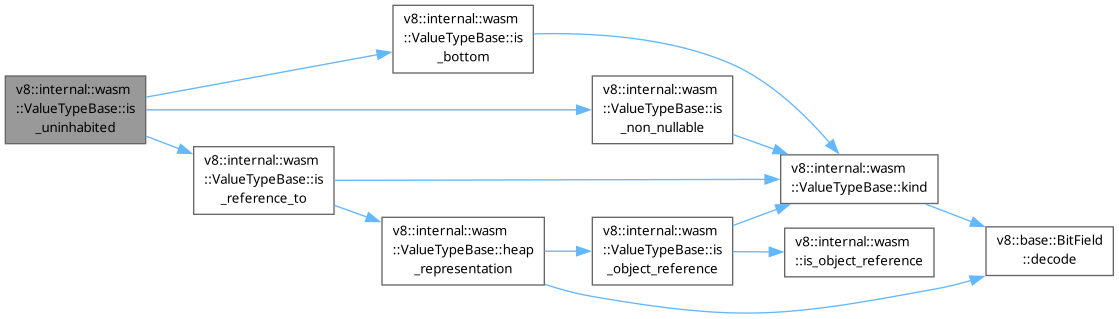 v8::internal::wasm
::ValueTypeBase::is
_uninhabited
v8::internal::wasm
::ValueTypeBase::is
_bottom
v8::internal::wasm
::ValueTypeBase::is
_non_nullable
v8::internal::wasm
::ValueTypeBase::is
_reference_to
v8::internal::wasm
::ValueTypeBase::kind
v8::internal::wasm
::ValueTypeBase::heap
_representation
v8::internal::wasm
::ValueTypeBase::is
_object_reference
v8::internal::wasm
::is_object_reference
v8::base::BitField
::decode